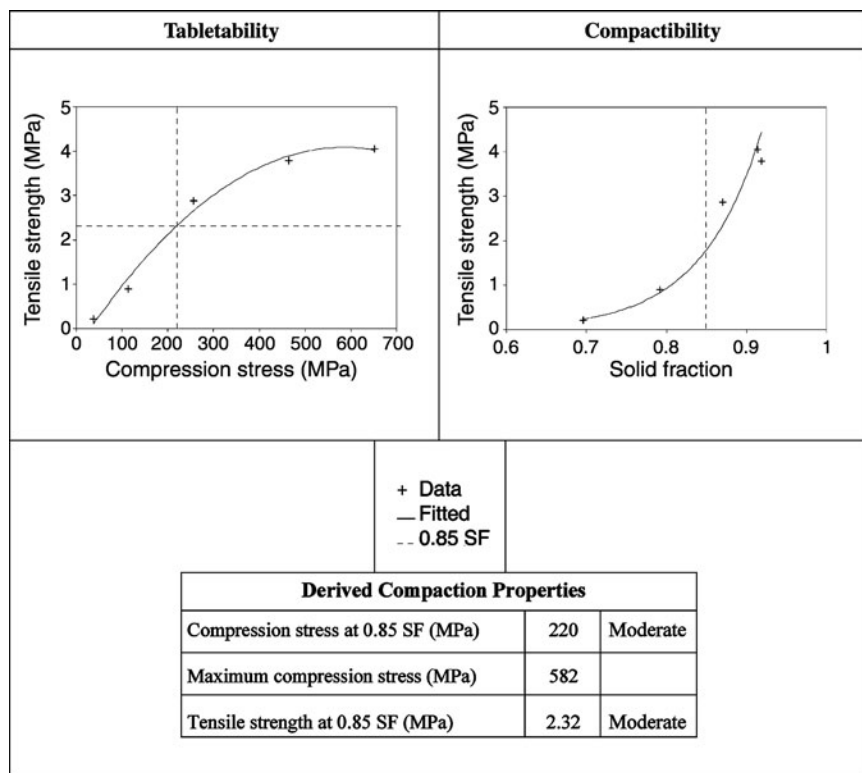 Tabletability
Compactibility
Tensile strength (MPa)
5
4
3
2
1
0
0 100 200 300 400 500 600 700
Compression stress (MPa)
Tensile strength (MPa)
5
4
3
2
1
0
0.6 0.7 0.8 0.9 1
Solid fraction
+ Data
Fitted
0.85 SF
Derived Compaction Properties
Compression stress at 0.85 SF (MPa) 220 Moderate
Maximum compression stress (MPa) 582
Tensile strength at 0.85 SF (MPa) 2.32 Moderate